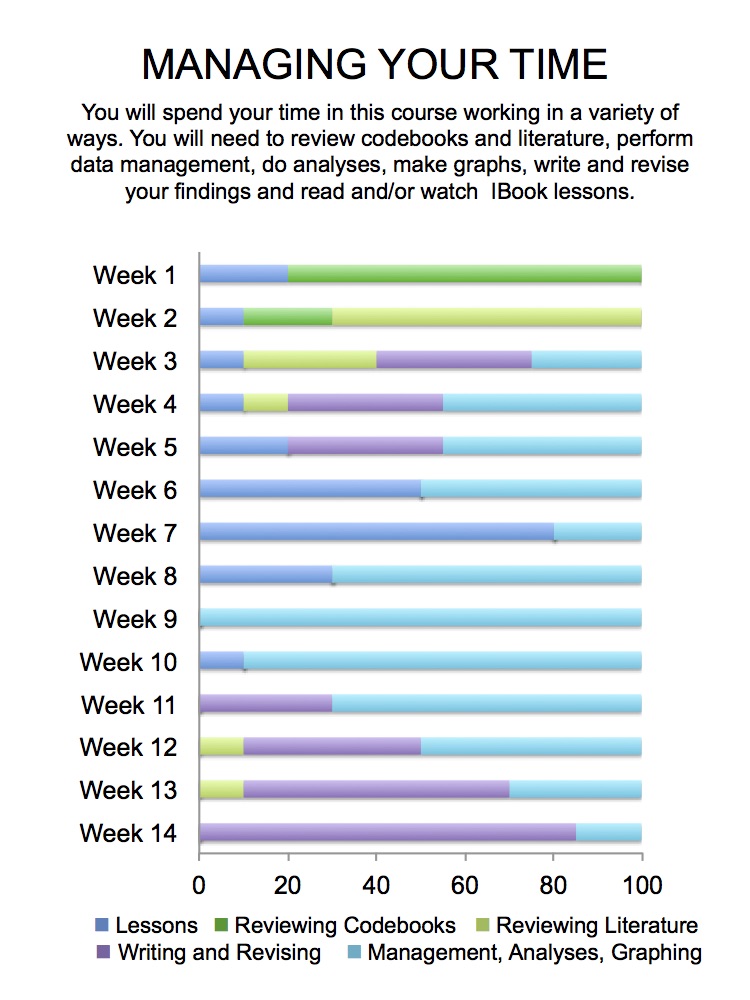 MANAGING YOUR TIME
You will spend your time in this course working in a variety of
ways. You will need to review codebooks and literature, perform
data management, do analyses, make graphs, write and revise
your findings and read and/or watch  IBook lessons.
Week 1
Week 2
Week 3
Week 4
Week 5
Week 6
Week 7
Week 8
Week 9
Week 10
Week 11
Week 12
Week 13
Week 14
0 20 40 60 80 100
Lessons Reviewing Codebooks Reviewing Literature
Writing and Revising Management, Analyses, Graphing